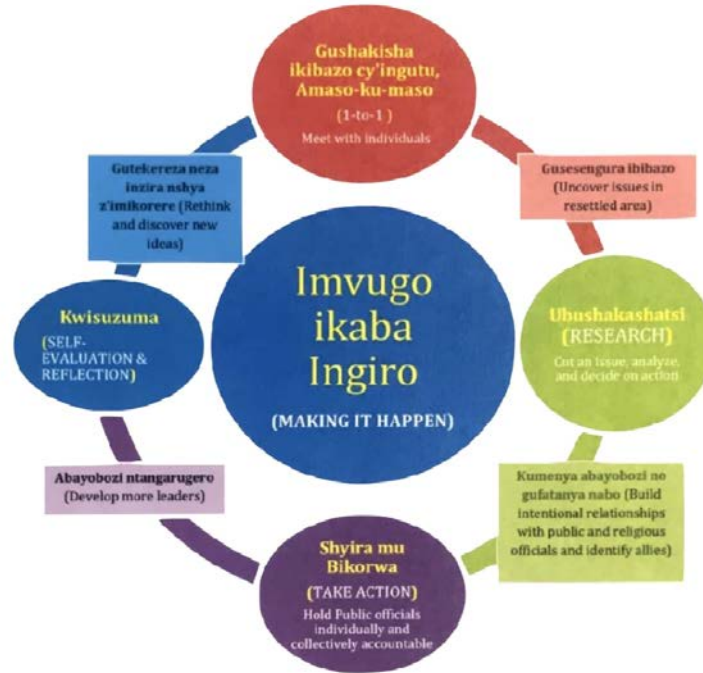 Gushakisha
ikibazo cy'ingutu,
Amaso-ku-maso
(1-to-1 )
Meet with individuals
Gusesengura ibibazo
(Uncover issues in
resettled area)
Ubushakashatsi
(RESEARCH)
Cut an issue, analyze,
and decide on action
Kumenya abayobozi no
gufatanya nabo (Build
intentional relationships
with public and religious
officials and identify allies)
Shyira mu
Bikorwa
(TAKE ACTION)
Hold Public officials
individually and
collectively accountable
Abayobozi ntangarugero
(Develop more leaders)
Kwisuzuma
(SELF-
EVALUATION &
REFLECTION)
Gutekereza neza
inzira nshya
z'imikorere (Rethink
and discover new
ideas)
Imvugo
ikaba
Ingiro
(MAKING IT HAPPEN)